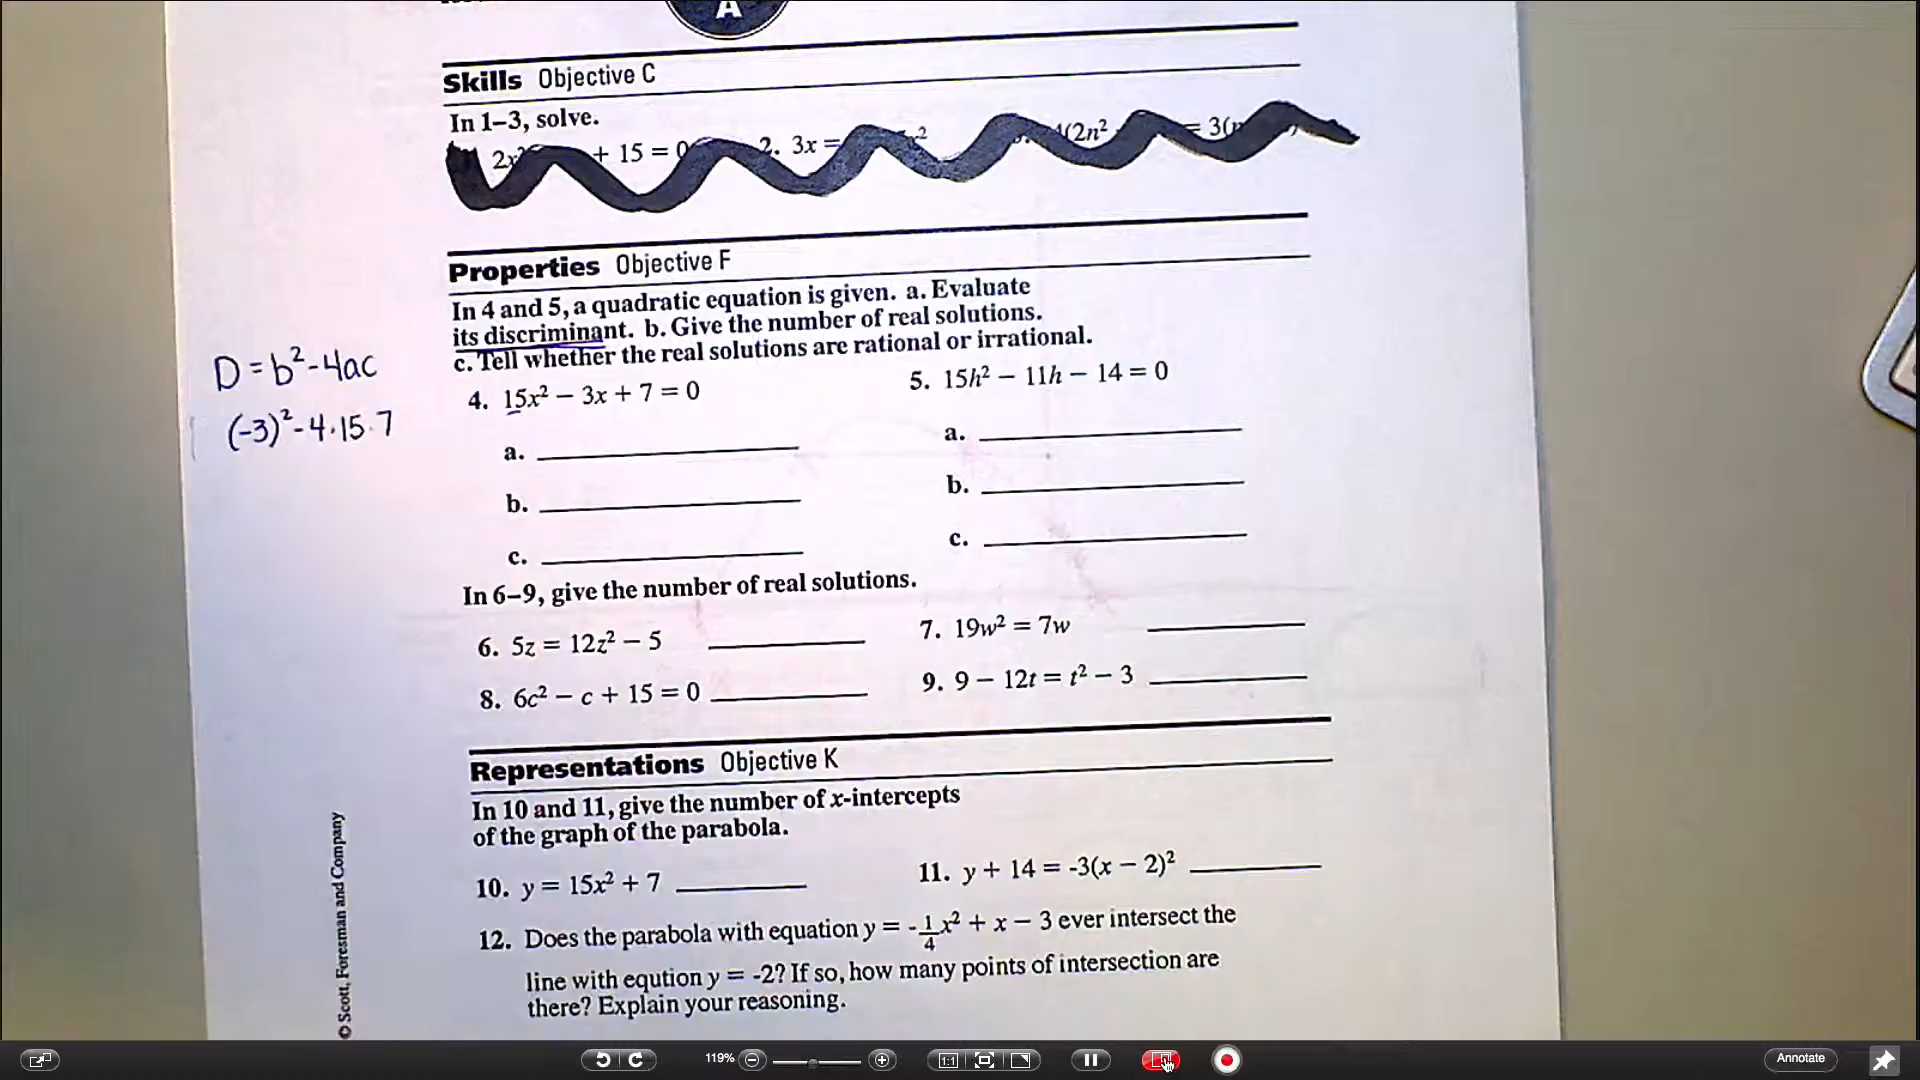 A
Skills Objective C
In 1–3, solve.
+ 15 = 0 2. 3x =
Properties Objective F
In 4 and 5, a quadratic equation is given. a. Evaluate
its discriminant. b. Give the number of real solutions.
c. Tell whether the real solutions are rational or irrational.
D = b² - 4ac
(-3)² - 4 · 15 · 7
4. 15x² − 3x + 7 = 0 5. 15h² − 11h − 14 = 0
a. a.
b. b.
c. c.
In 6–9, give the number of real solutions.
6. 5z = 12z² − 5 7. 19w² = 7w
8. 6c² − c + 15 = 0 9. 9 − 12t = t² − 3
Representations Objective K
In 10 and 11, give the number of x-intercepts
of the graph of the parabola.
10. y = 15x² + 7 11. y + 14 = -3(x − 2)²
12. Does the parabola with equation y = -1/4x² + x − 3 ever intersect the
line with eqution y = -2? If so, how many points of intersection are
there? Explain your reasoning.
© Scott, Foresman and Company
119% 1:1 Annotate